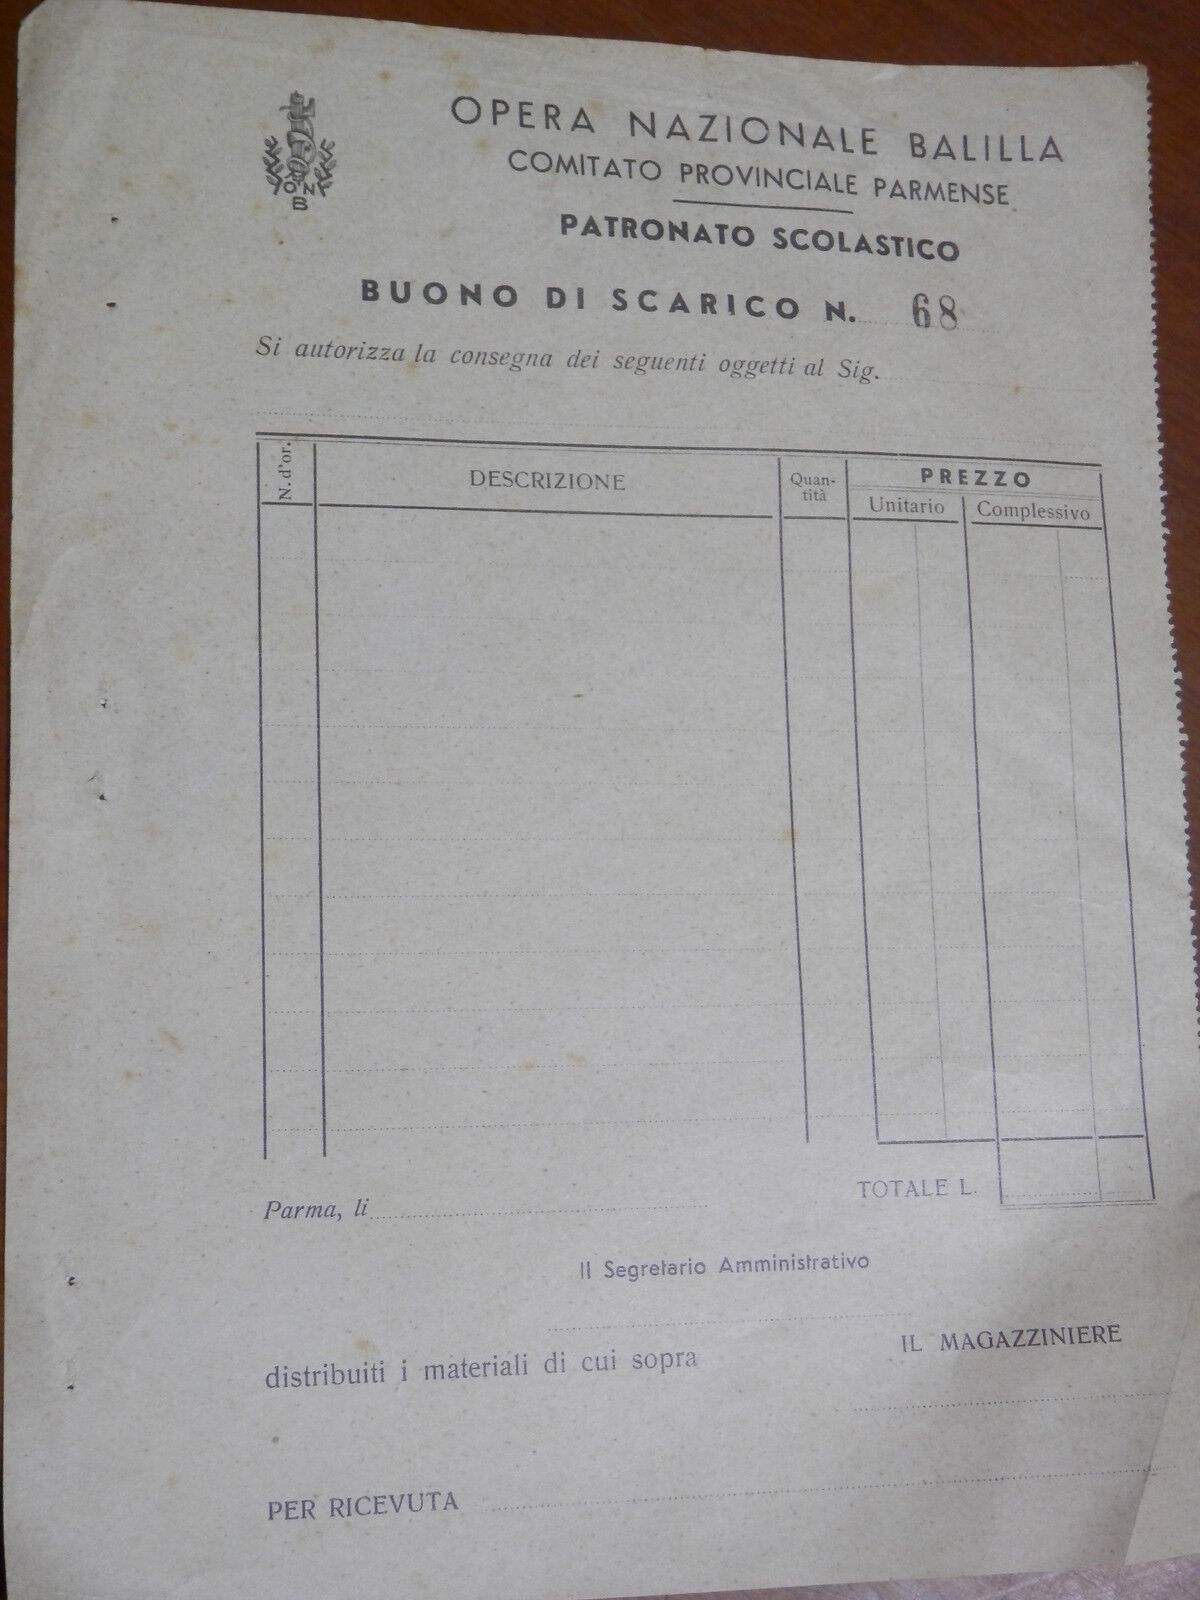 OPERA NAZIONALE BALILLA
COMITATO PROVINCIALE PARMENSE
PATRONATO SCOLASTICO
O N B
BUONO DI SCARICO N. 68
Si autorizza la consegna dei seguenti oggetti al Sig.
N. d'or.
DESCRIZIONE
Quan-
tità
PREZZO
Unitario
Complessivo
TOTALE L.
Parma, li
Il Segretario Amministrativo
distribuiti i materiali di cui sopra
IL MAGAZZINIERE
PER RICEVUTA